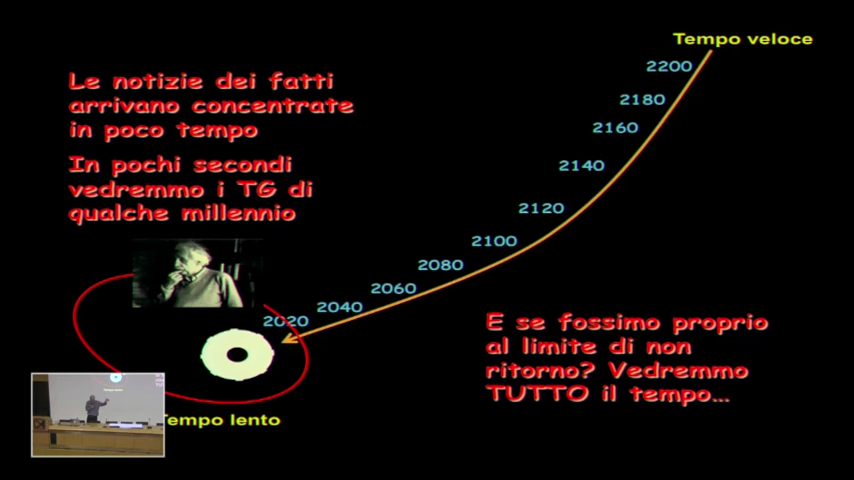 Tempo veloce
Le notizie dei fatti
arrivano concentrate
in poco tempo
In pochi secondi
vedremmo i TG di
qualche millennio
2200
2180
2160
2140
2120
2100
2080
2060
2040
2020
E se fossimo proprio
al limite di non
ritorno? Vedremmo
TUTTO il tempo...
Tempo lento